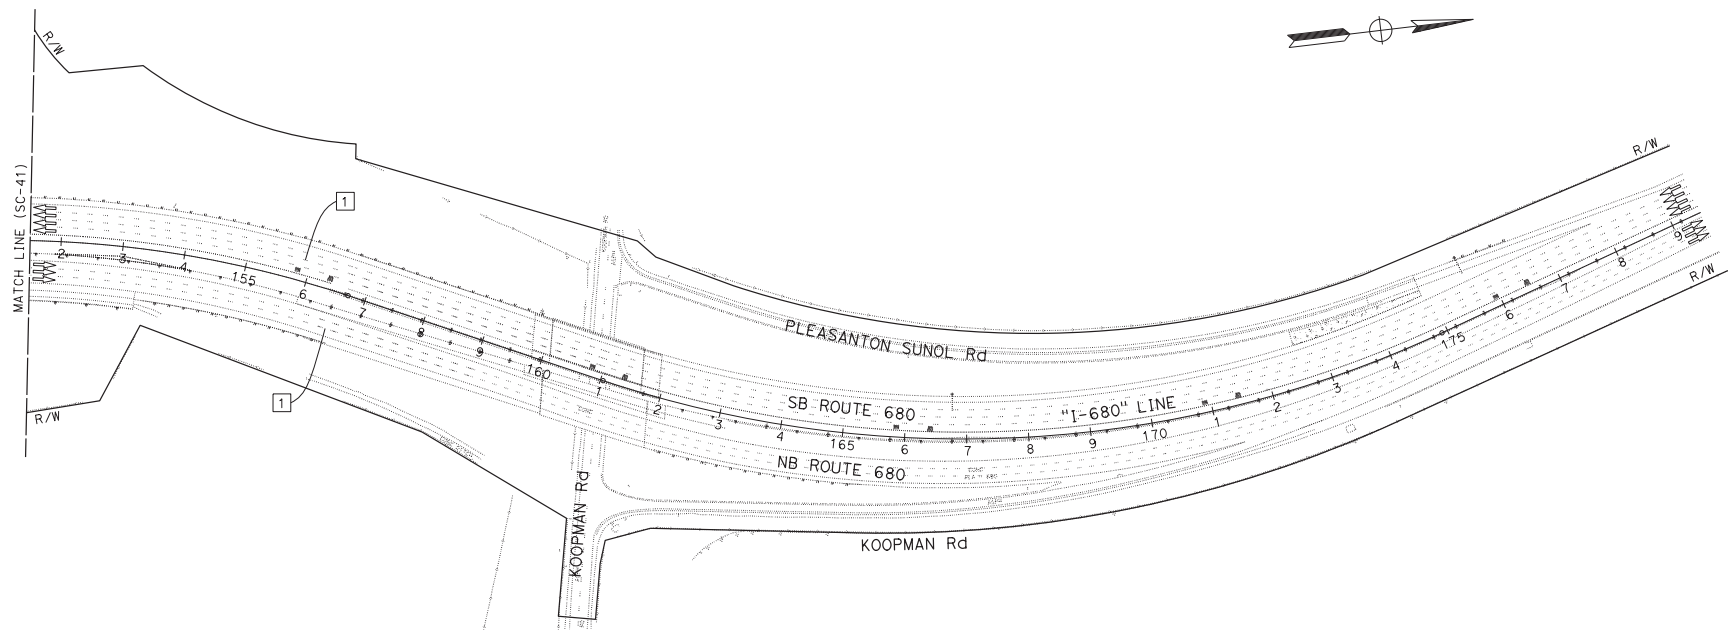 R/W
MATCH LINE (SC-41)
R/W
1
1
2
3
4
155
6
7
8
9
160
1
2
3
4
165
6
7
8
9
170
1
2
3
4
175
6
7
8
9
PLEASANTON SUNOL Rd
SB ROUTE 680
"I-680" LINE
NB ROUTE 680
KOOPMAN Rd
KOOPMAN Rd
R/W
R/W